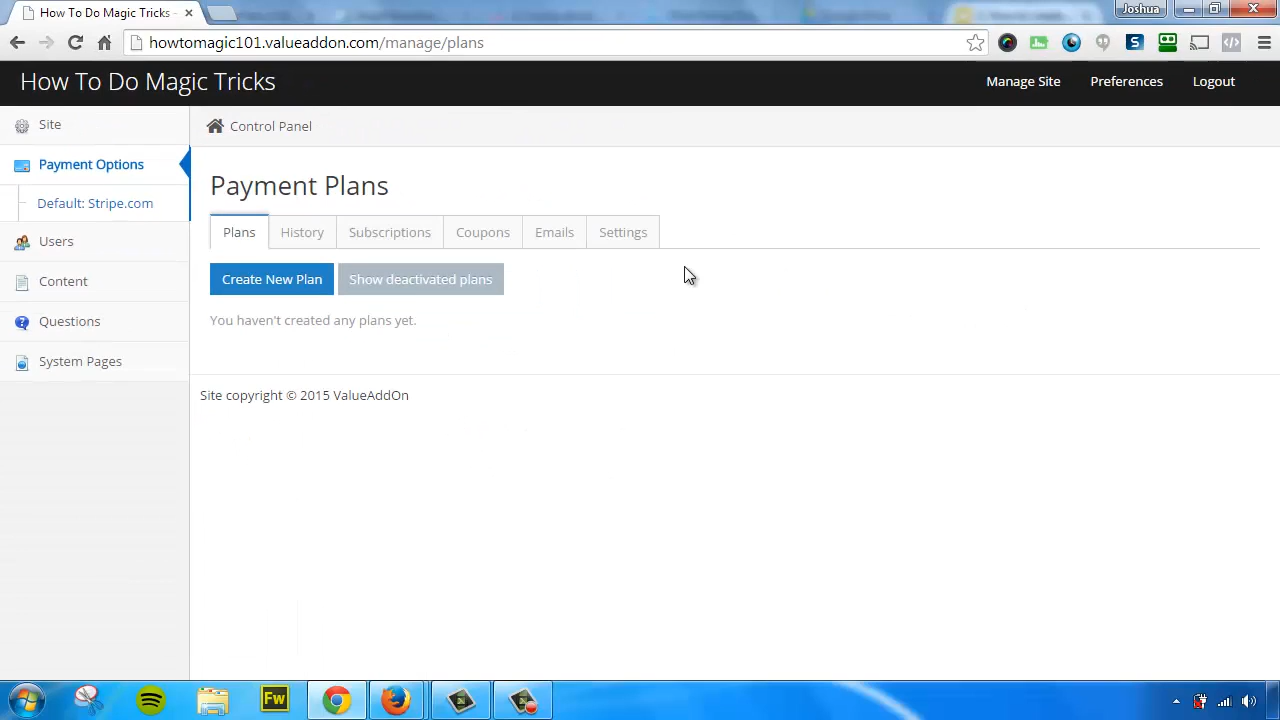 How To Do Magic Tricks
Joshua
howtomagic101.valueaddon.com/manage/plans
How To Do Magic Tricks
Manage Site
Preferences
Logout
Site
Control Panel
Payment Options
Default: Stripe.com
Users
Content
Questions
System Pages
Payment Plans
Plans
History
Subscriptions
Coupons
Emails
Settings
Create New Plan
Show deactivated plans
You haven't created any plans yet.
Site copyright © 2015 ValueAddOn
Fw